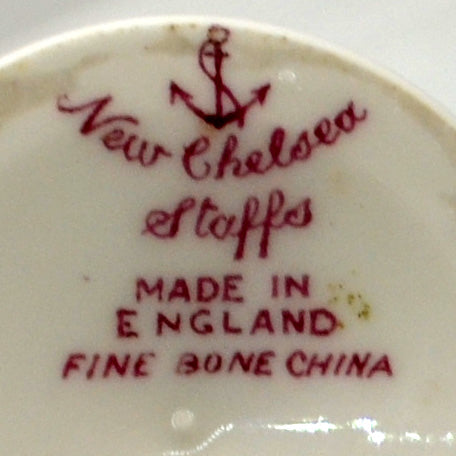 New Chelsea
Staffs
MADE IN
ENGLAND
FINE BONE CHINA